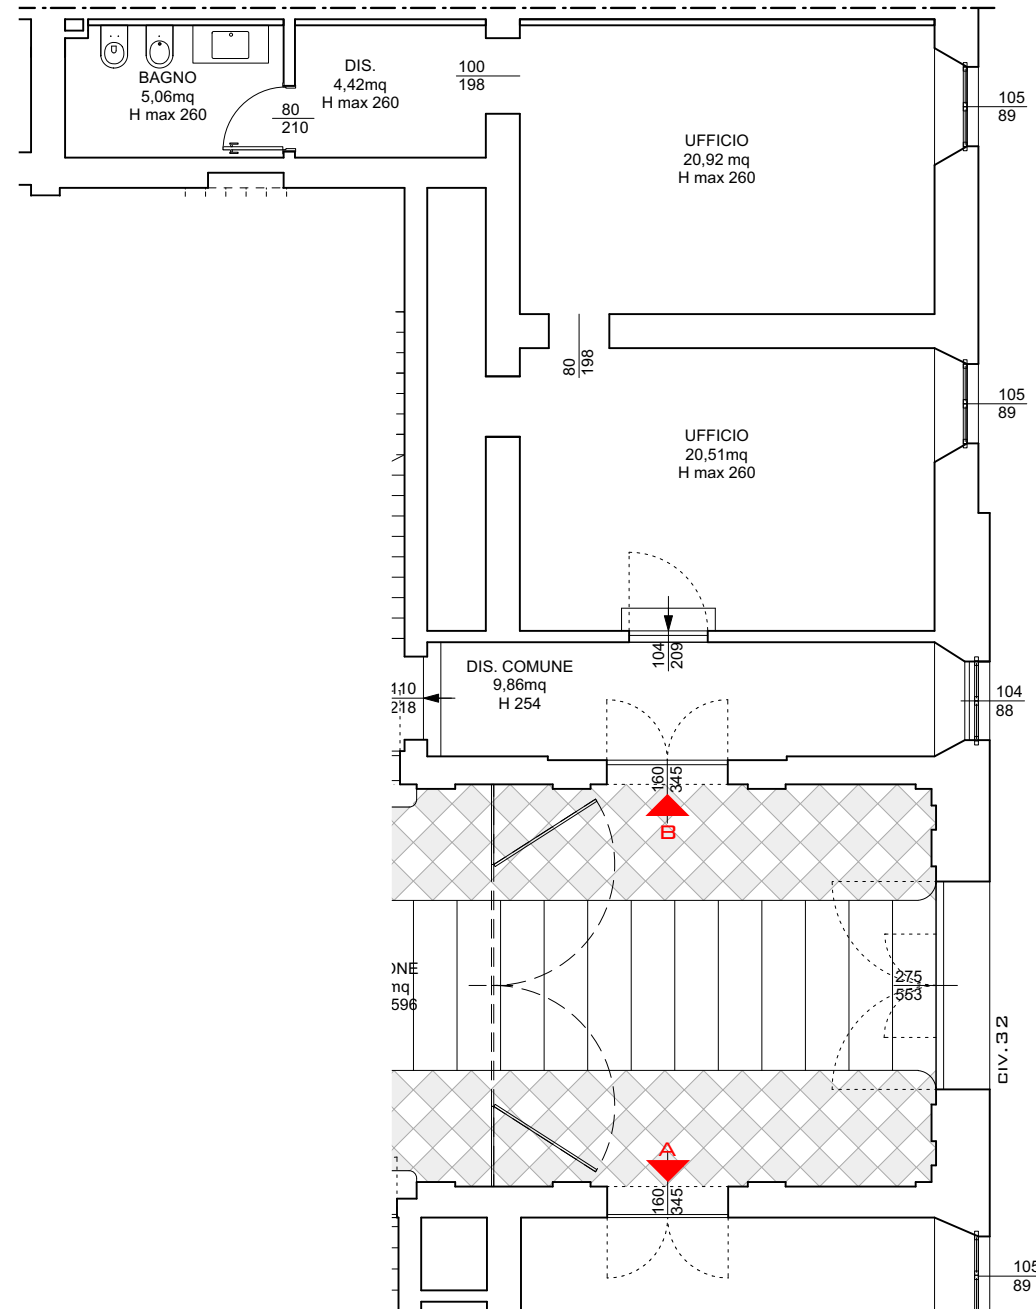 BAGNO
5,06mq
H max 260
DIS.
4,42mq
H max 260
80
210
100
198
UFFICIO
20,92 mq
H max 260
105
89
80
198
105
89
UFFICIO
20,51mq
H max 260
104
209
DIS. COMUNE
9,86mq
H 254
110
218
104
88
160
345
B
ONE
mq
596
275
553
CIV.32
A
160
345
105
89